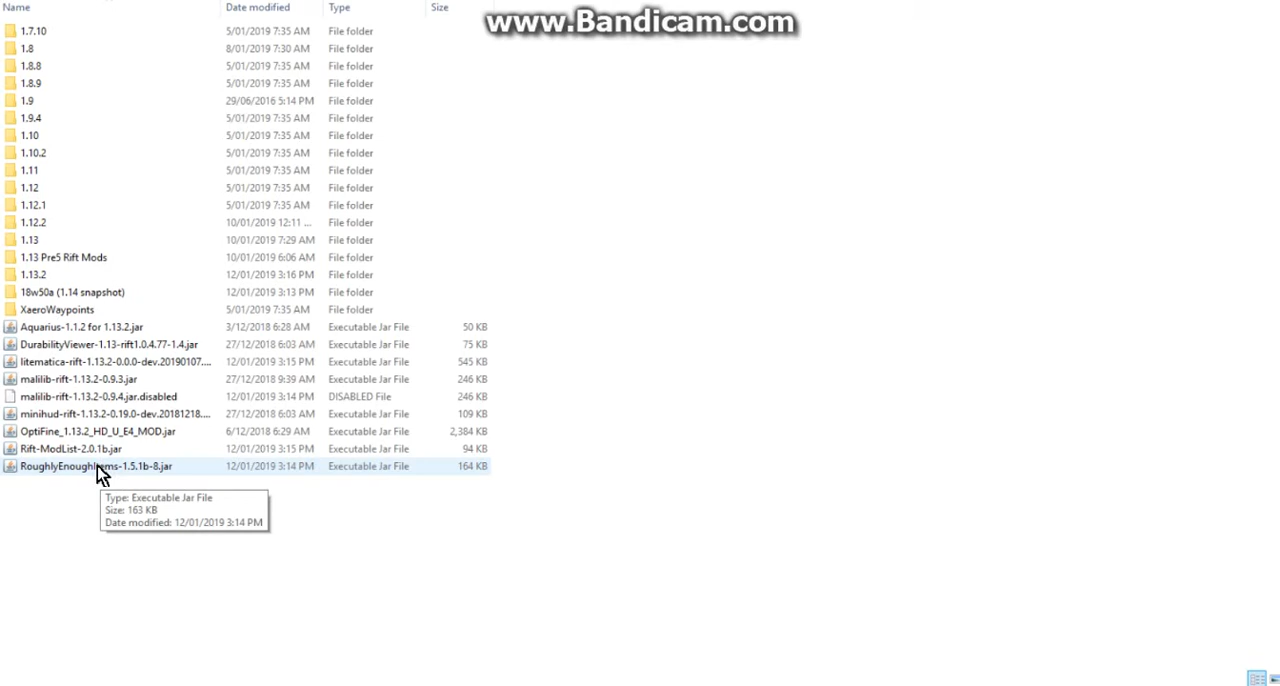 www.Bandicam.com
Name Date modified Type Size
1.7.10 5/01/2019 7:35 AM File folder
1.8 8/01/2019 7:30 AM File folder
1.8.8 5/01/2019 7:35 AM File folder
1.8.9 5/01/2019 7:35 AM File folder
1.9 29/06/2016 5:14 PM File folder
1.9.4 5/01/2019 7:35 AM File folder
1.10 5/01/2019 7:35 AM File folder
1.10.2 5/01/2019 7:35 AM File folder
1.11 5/01/2019 7:35 AM File folder
1.12 5/01/2019 7:35 AM File folder
1.12.1 5/01/2019 7:35 AM File folder
1.12.2 10/01/2019 12:11 ... File folder
1.13 10/01/2019 7:29 AM File folder
1.13 Pre5 Rift Mods 10/01/2019 6:06 AM File folder
1.13.2 12/01/2019 3:16 PM File folder
18w50a (1.14 snapshot) 12/01/2019 3:13 PM File folder
XaeroWaypoints 5/01/2019 7:35 AM File folder
Aquarius-1.1.2 for 1.13.2.jar 3/12/2018 6:28 AM Executable Jar File 50 KB
DurabilityViewer-1.13-rift1.0.4.77-1.4.jar 27/12/2018 6:03 AM Executable Jar File 75 KB
litematica-rift-1.13.2-0.0.0-dev.20190107.... 12/01/2019 3:15 PM Executable Jar File 545 KB
malilib-rift-1.13.2-0.9.3.jar 27/12/2018 9:39 AM Executable Jar File 246 KB
malilib-rift-1.13.2-0.9.4.jar.disabled 12/01/2019 3:14 PM DISABLED File 246 KB
minihud-rift-1.13.2-0.19.0-dev.20181218.... 27/12/2018 6:03 AM Executable Jar File 109 KB
OptiFine_1.13.2_HD_U_E4_MOD.jar 6/12/2018 6:29 AM Executable Jar File 2,384 KB
Rift-ModList-2.0.1b.jar 12/01/2019 3:15 PM Executable Jar File 94 KB
RoughlyEnoughItems-1.5.1b-8.jar 12/01/2019 3:14 PM Executable Jar File 164 KB
Type: Executable Jar File
Size: 163 KB
Date modified: 12/01/2019 3:14 PM